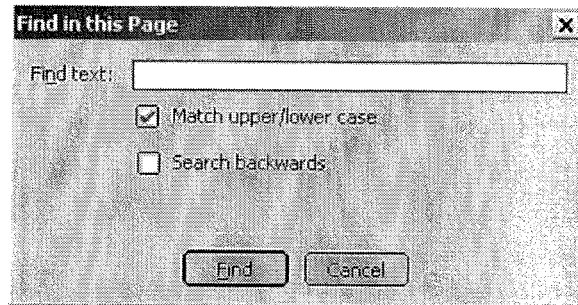 Find in this Page
Find text:
Match upper/lower case
Search backwards
Find Cancel